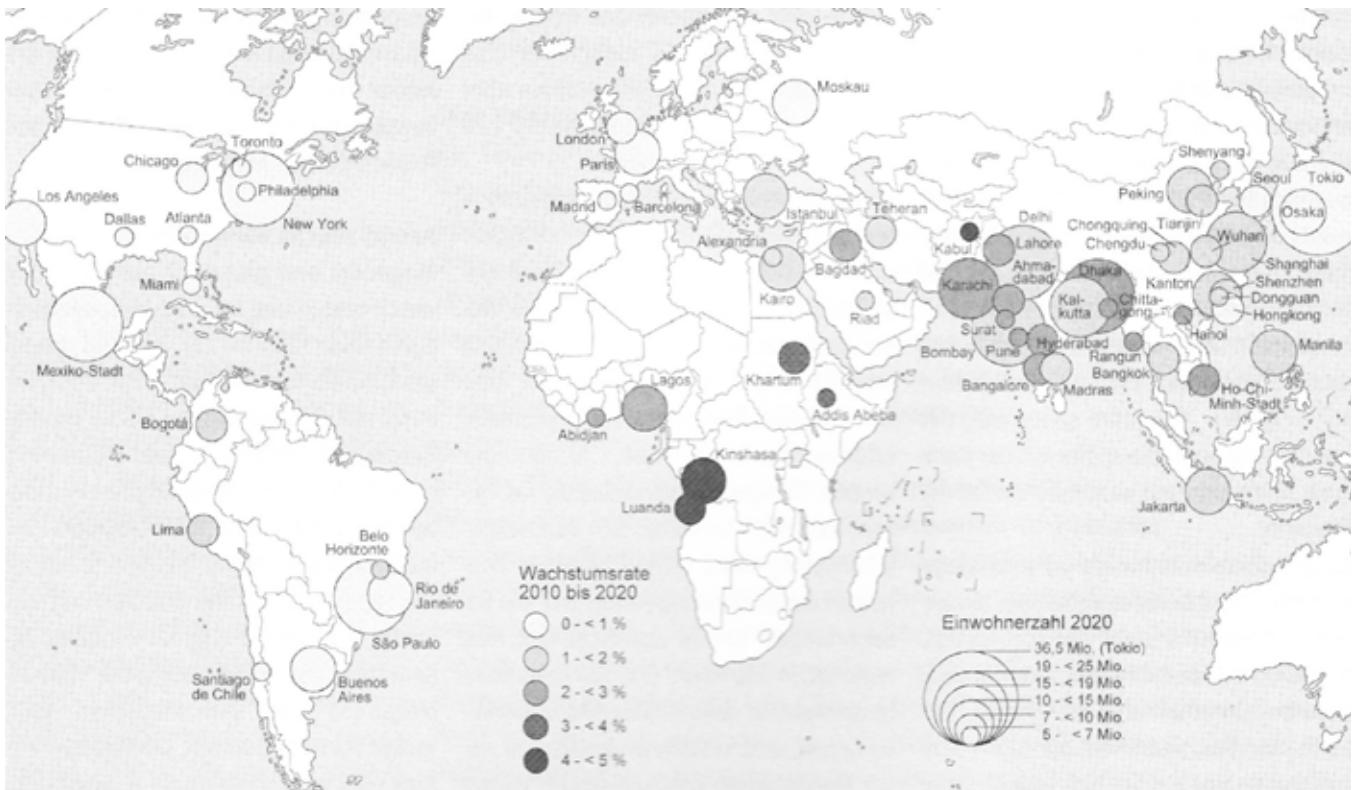 Moskau
London
Paris
Madrid
Barcelona
Istanbul
Teheran
Toronto
Chicago
Philadelphia
New York
Los Angeles
Dallas
Atlanta
Miami
Mexiko-Stadt
Bogotá
Lima
Belo
Horizonte
Rio de
Janeiro
São Paulo
Santiago
de Chile
Buenos
Aires
Alexandria
Kairo
Bagdad
Riad
Khartum
Addis Abeba
Lagos
Abidjan
Kinshasa
Luanda
Kabul
Delhi
Lahore
Ahma-
dabad
Karachi
Surat
Bombay
Pune
Hyderabad
Bangalore
Madras
Dhaka
Kal-
kutta
Chitta-
gong
Rangun
Bangkok
Hanoi
Ho-Chi-
Minh-Stadt
Manila
Jakarta
Shenyang
Peking
Seoul
Tokio
Osaka
Tianjin
Chongquing
Chengdu
Wuhan
Shanghai
Kanton
Shenzhen
Dongguan
Hongkong
Wachstumsrate
2010 bis 2020
0 - < 1 %
1 - < 2 %
2 - < 3 %
3 - < 4 %
4 - < 5 %
Einwohnerzahl 2020
36,5 Mio. (Tokio)
19 - < 25 Mio.
15 - < 19 Mio.
10 - < 15 Mio.
7 - < 10 Mio.
5 - < 7 Mio.